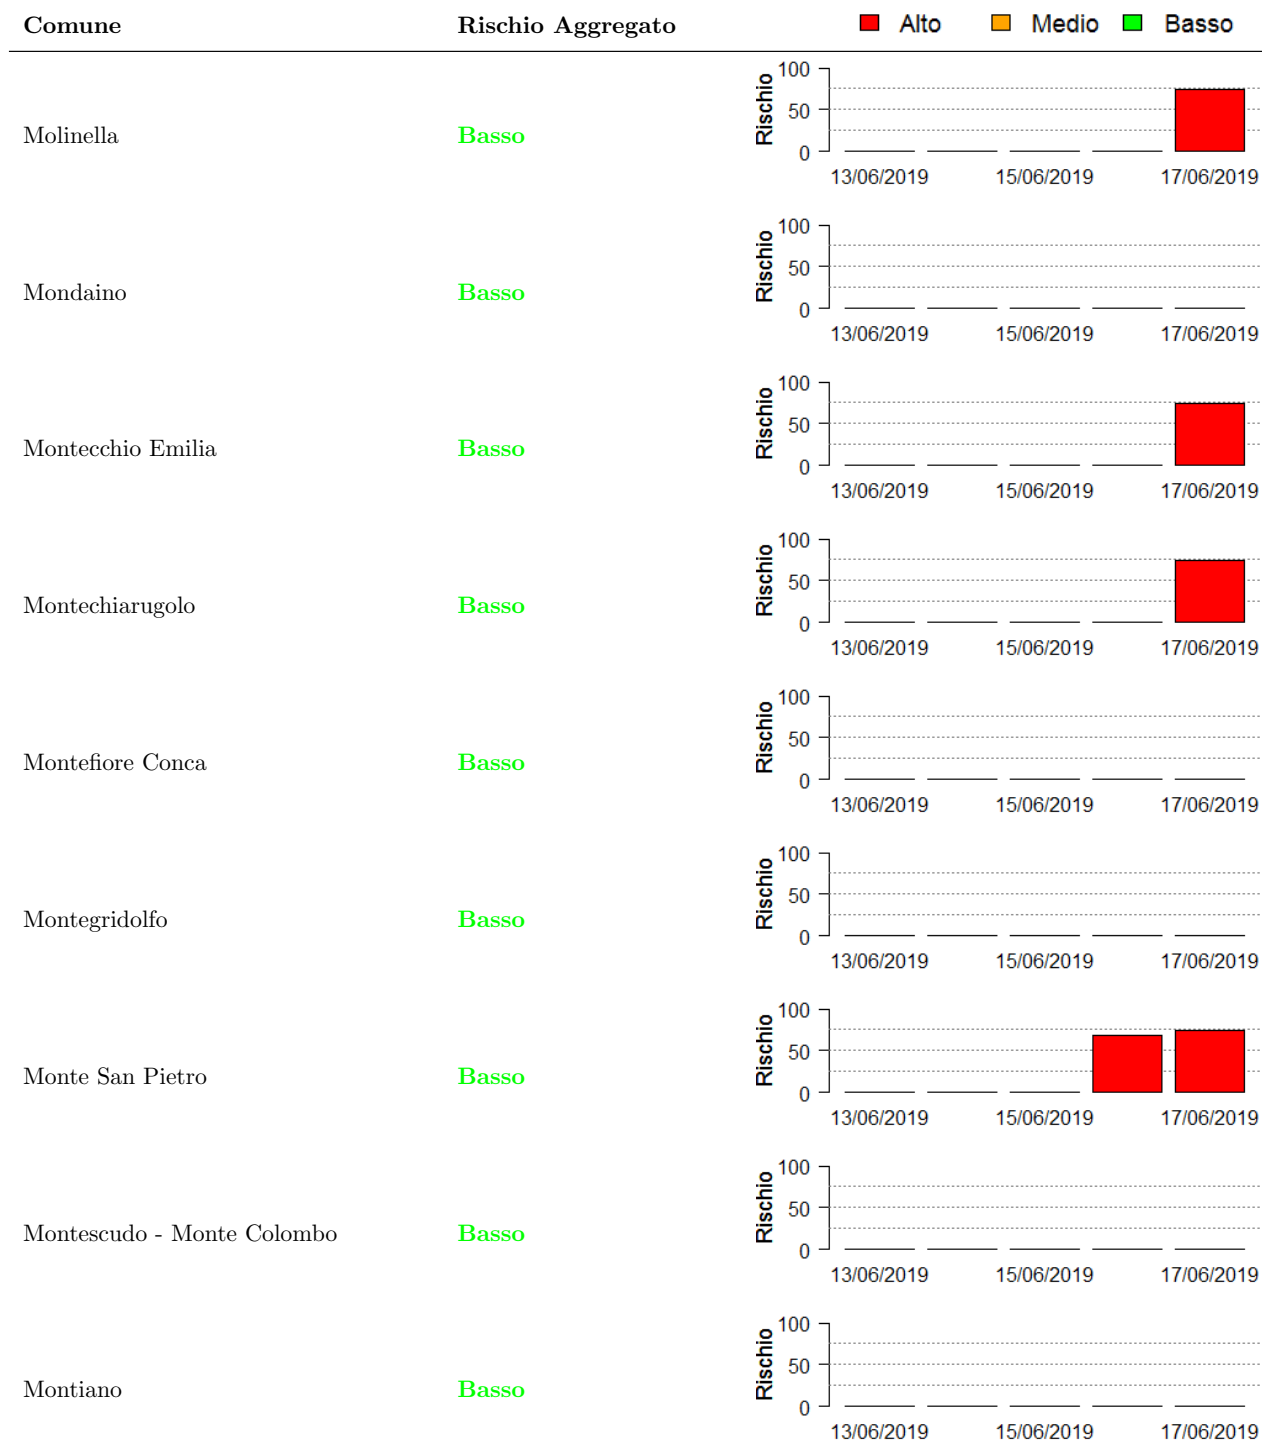 Comune Rischio Aggregato Alto Medio Basso
Molinella Basso
Rischio
100
50
0
13/06/2019 15/06/2019 17/06/2019
Mondaino Basso
Rischio
100
50
0
13/06/2019 15/06/2019 17/06/2019
Montecchio Emilia Basso
Rischio
100
50
0
13/06/2019 15/06/2019 17/06/2019
Montechiarugolo Basso
Rischio
100
50
0
13/06/2019 15/06/2019 17/06/2019
Montefiore Conca Basso
Rischio
100
50
0
13/06/2019 15/06/2019 17/06/2019
Montegridolfo Basso
Rischio
100
50
0
13/06/2019 15/06/2019 17/06/2019
Monte San Pietro Basso
Rischio
100
50
0
13/06/2019 15/06/2019 17/06/2019
Montescudo - Monte Colombo Basso
Rischio
100
50
0
13/06/2019 15/06/2019 17/06/2019
Montiano Basso
Rischio
100
50
0
13/06/2019 15/06/2019 17/06/2019